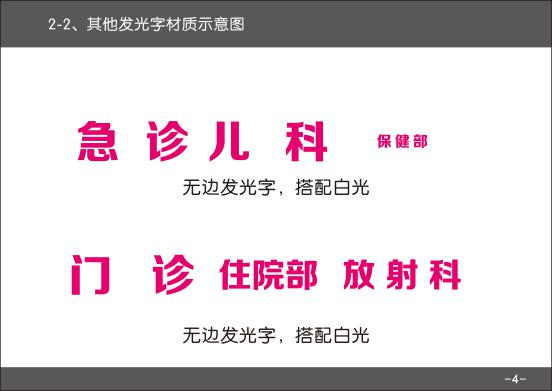 2-2、其他发光字材质示意图
急 诊 儿 科 保健部
无边发光字，搭配白光
门 诊 住院部 放射科
无边发光字，搭配白光
-4-